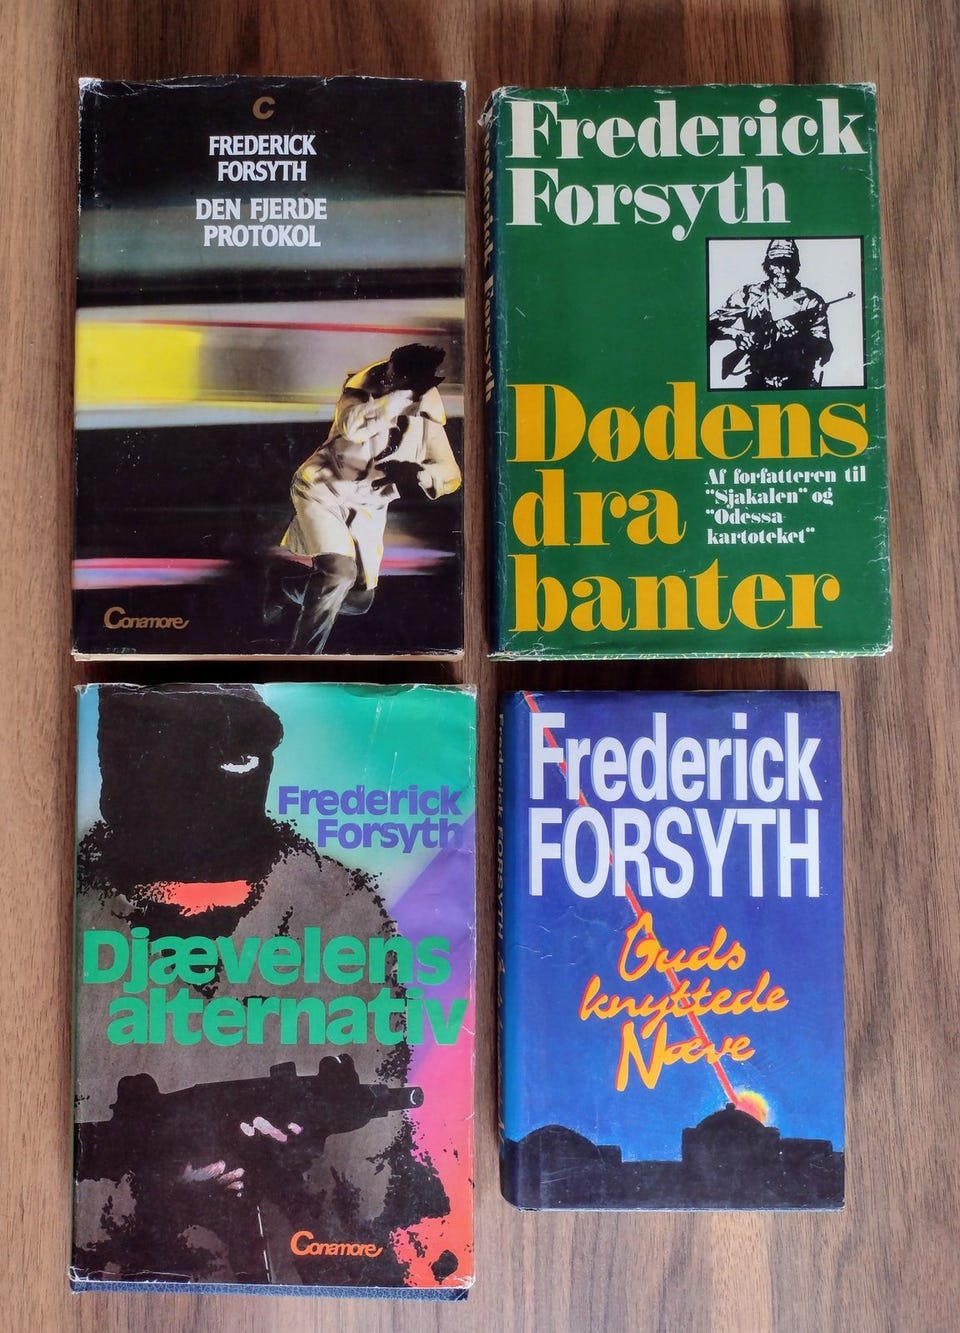 C
FREDERICK
FORSYTH
DEN FJERDE
PROTOKOL
Conamore
Frederick
Forsyth
Dødens
dra
banter
Af forfatteren til
"Sjakalen" og
"Odessa-
kartoteket"
Frederick
Forsyth
Djævelens
alternativ
Conamore
Frederick
FORSYTH
Guds
knyttede
Næve